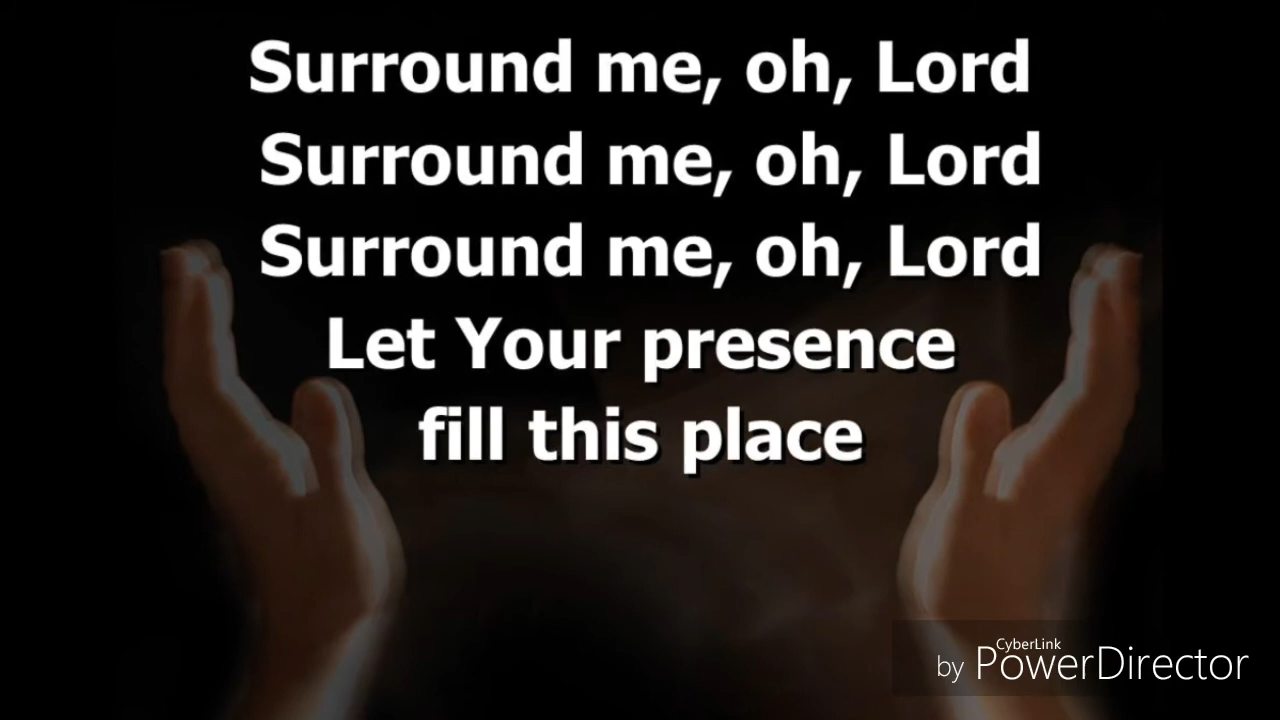 Surround me, oh, Lord
Surround me, oh, Lord
Surround me, oh, Lord
Let Your presence
fill this place
CyberLink
by PowerDirector